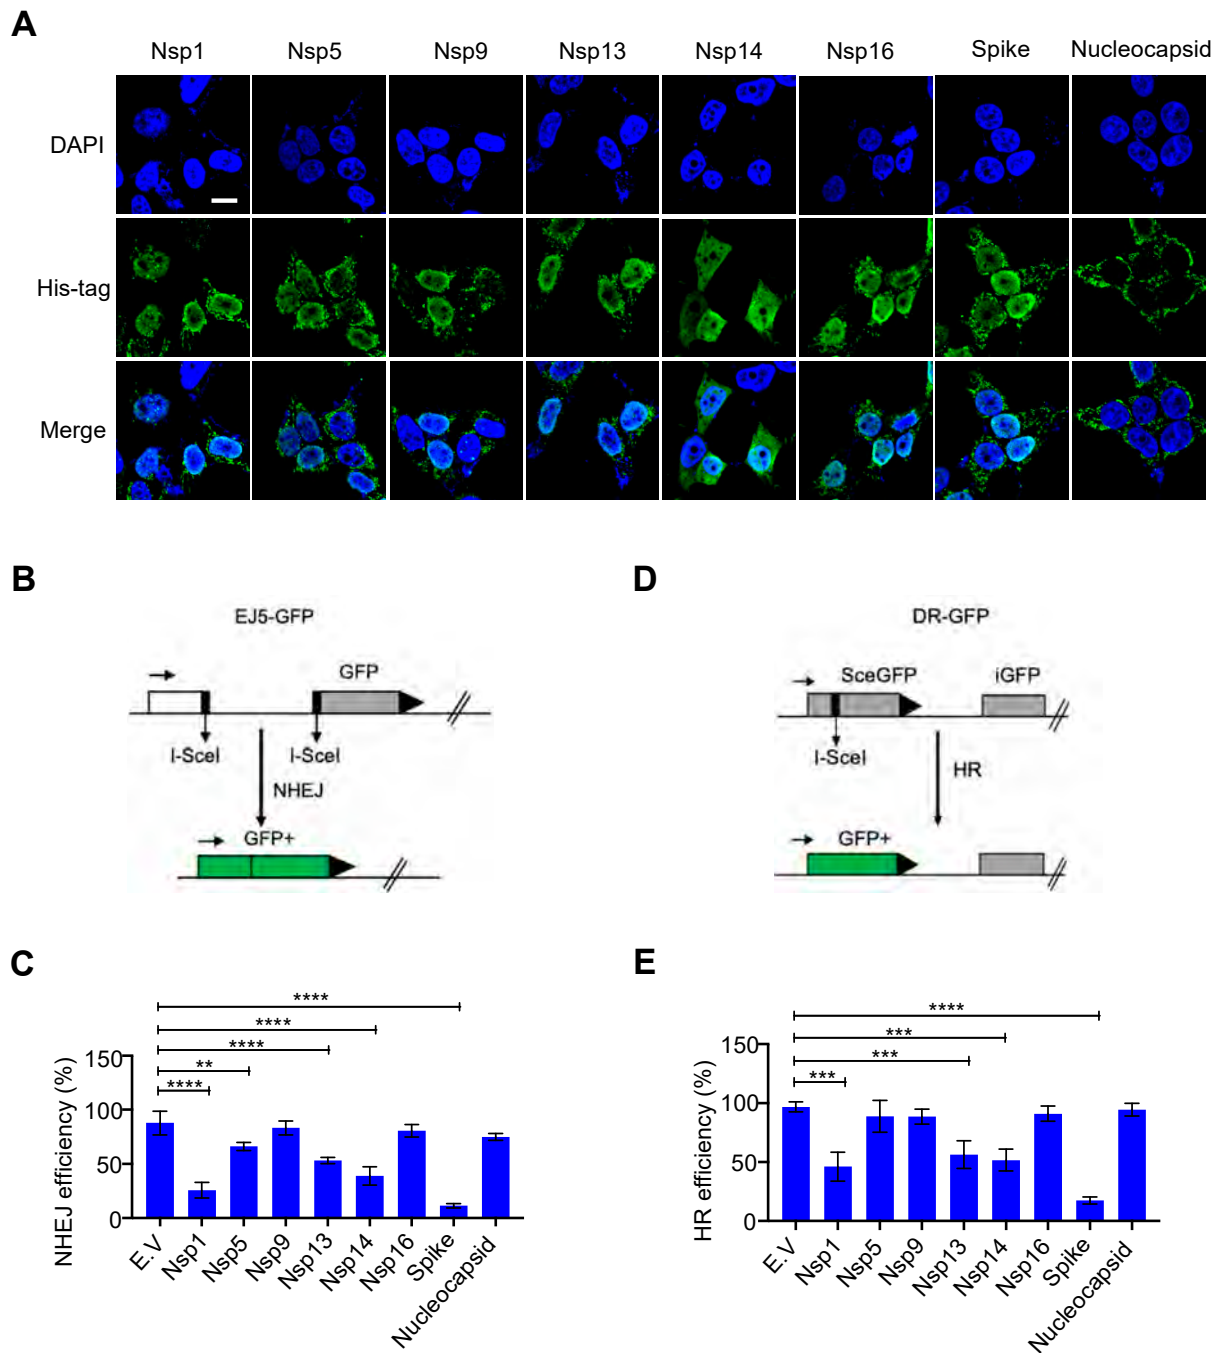 A
Nsp1 Nsp5 Nsp9 Nsp13 Nsp14 Nsp16 Spike Nucleocapsid
DAPI
His-tag
Merge
B
EJ5-GFP
GFP
I-SceI I-SceI
NHEJ
GFP+
D
DR-GFP
SceGFP iGFP
I-SceI
HR
GFP+
C
****
****
****
**
****
NHEJ efficiency (%)
150
100
50
0
E.V Nsp1 Nsp5 Nsp9 Nsp13 Nsp14 Nsp16 Spike Nucleocapsid
E
****
***
***
***
HR efficiency (%)
150
100
50
0
E.V Nsp1 Nsp5 Nsp9 Nsp13 Nsp14 Nsp16 Spike Nucleocapsid